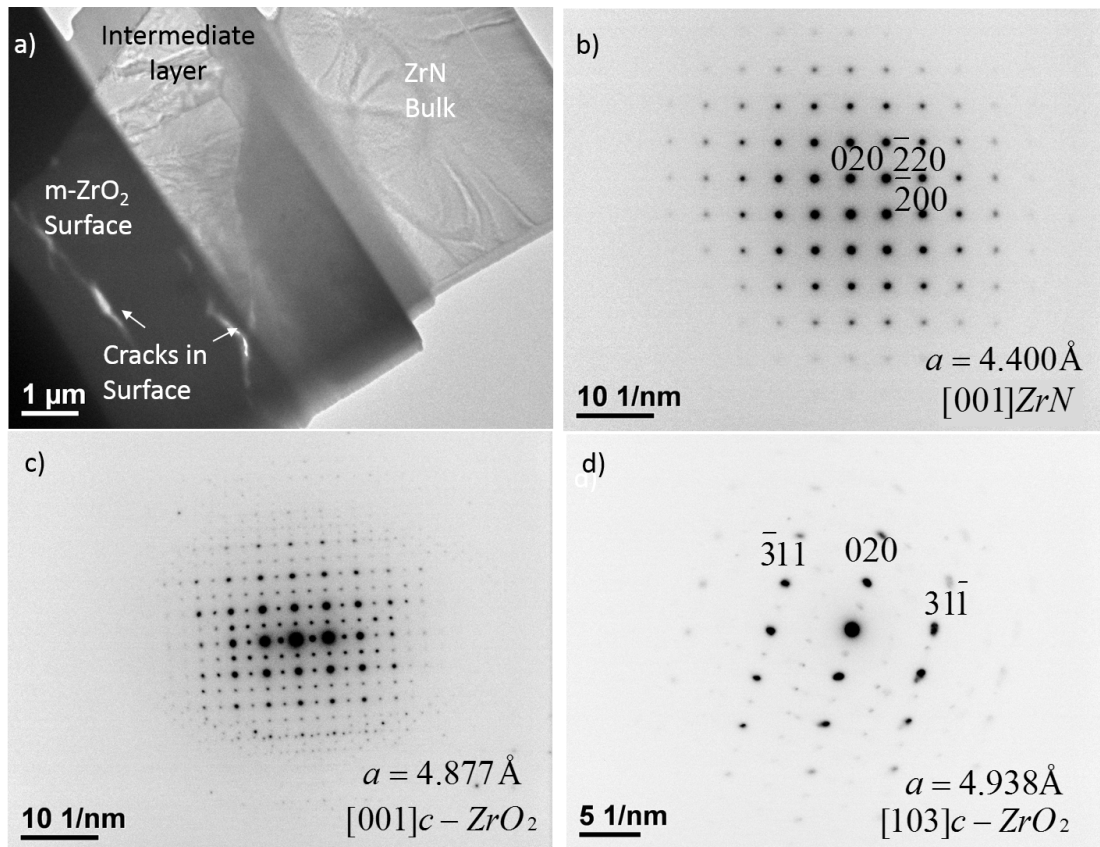 a)
Intermediate
layer
ZrN
Bulk
m-ZrO₂
Surface
Cracks in
Surface
1 µm
b)
020 2̅20
2̅00
a = 4.400Å
[001]ZrN
10 1/nm
c)
a = 4.877Å
[001]c – ZrO₂
10 1/nm
d)
d)
3̅11
020
311̅
a = 4.938Å
[103]c – ZrO₂
5 1/nm